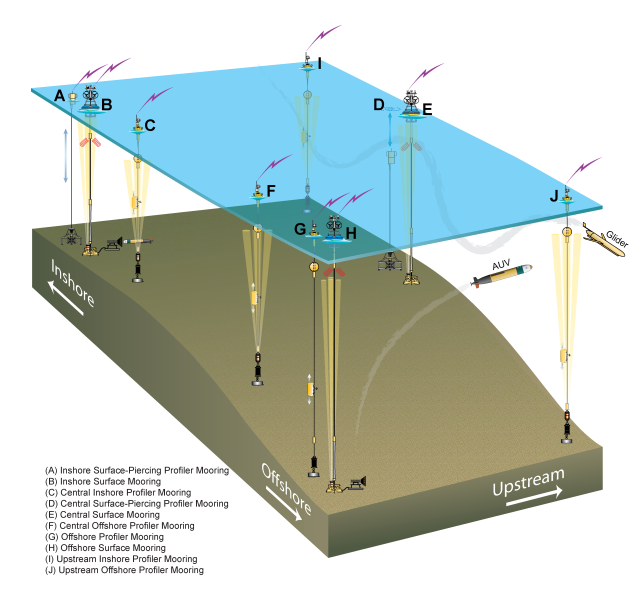 I
A
B
D
E
C
F
J
G
H
Glider
AUV
Inshore
Offshore
Upstream
(A) Inshore Surface-Piercing Profiler Mooring
(B) Inshore Surface Mooring
(C) Central Inshore Profiler Mooring
(D) Central Surface-Piercing Profiler Mooring
(E) Central Surface Mooring
(F) Central Offshore Profiler Mooring
(G) Offshore Profiler Mooring
(H) Offshore Surface Mooring
(I) Upstream Inshore Profiler Mooring
(J) Upstream Offshore Profiler Mooring